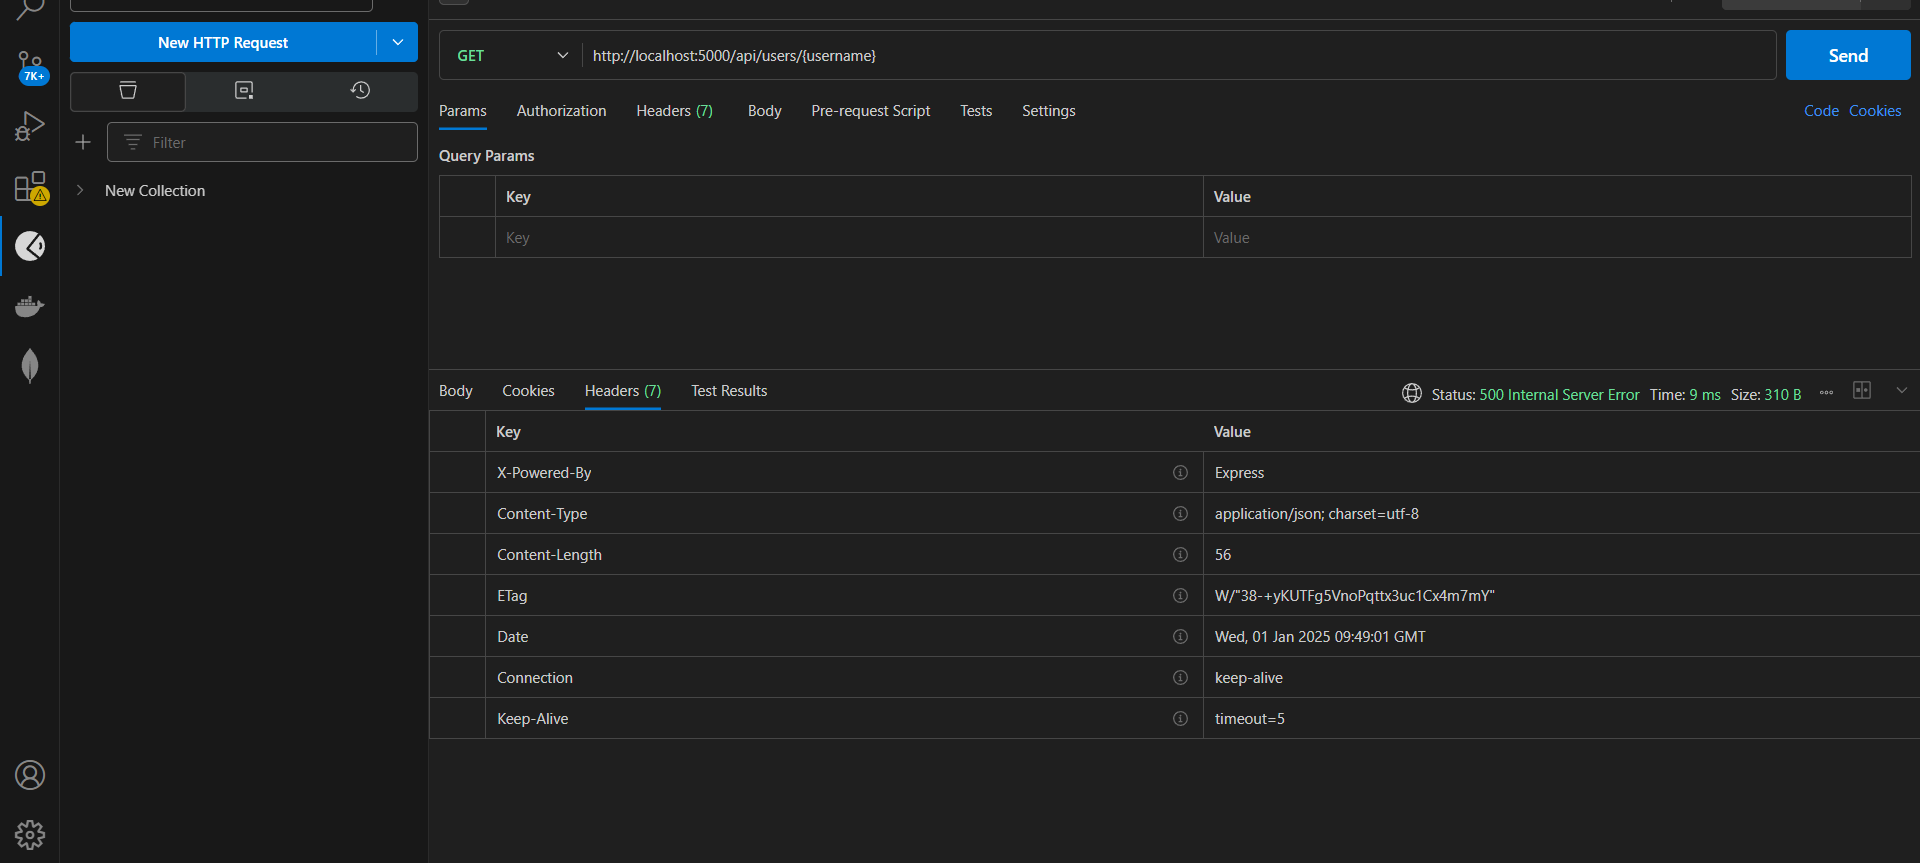 New HTTP Request
GET
http://localhost:5000/api/users/{username}
Send
7K+
Params Authorization Headers (7) Body Pre-request Script Tests Settings Code Cookies
Filter
Query Params
New Collection
Key Value
Key Value
Body Cookies Headers (7) Test Results Status: 500 Internal Server Error Time: 9 ms Size: 310 B
Key Value
X-Powered-By Express
Content-Type application/json; charset=utf-8
Content-Length 56
ETag W/"38-+yKUTFg5VnoPqttx3uc1Cx4m7mY"
Date Wed, 01 Jan 2025 09:49:01 GMT
Connection keep-alive
Keep-Alive timeout=5